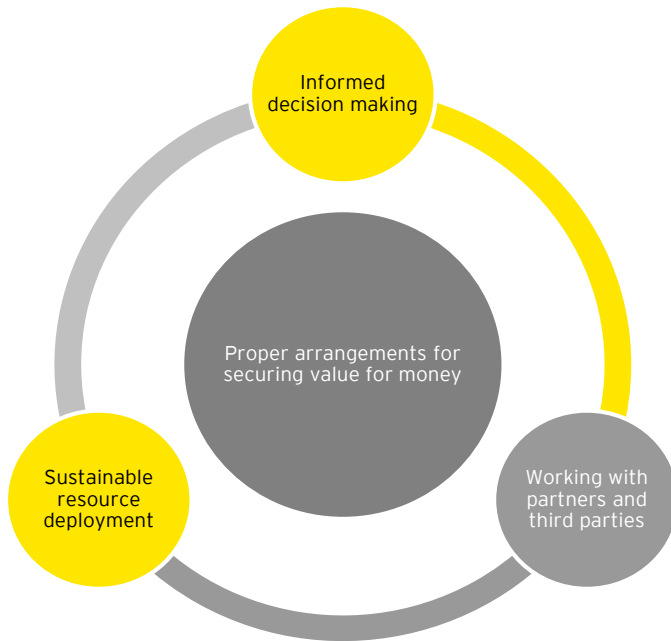 Informed
decision making
Proper arrangements for
securing value for money
Sustainable
resource
deployment
Working with
partners and
third parties